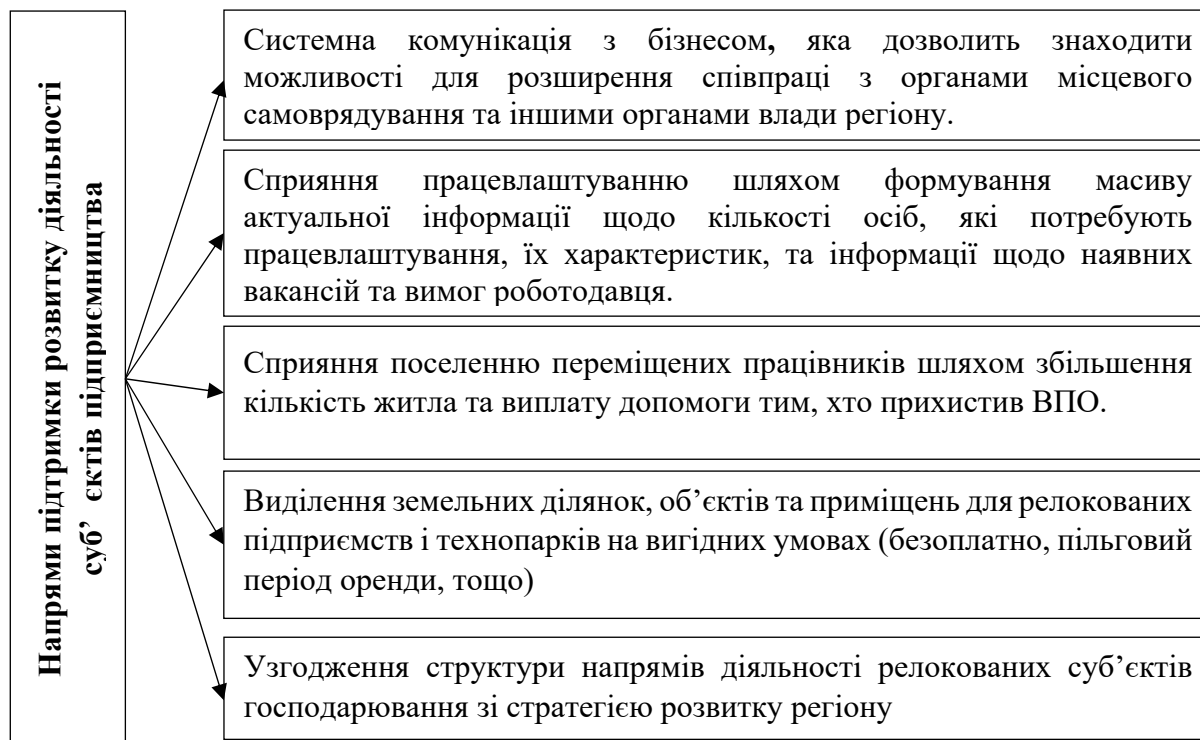 Напрями підтримки розвитку діяльності
суб’ єктів підприємництва
Системна комунікація з бізнесом, яка дозволить знаходити
можливості для розширення співпраці з органами місцевого
самоврядування та іншими органами влади регіону.
Сприяння працевлаштуванню шляхом формування масиву
актуальної інформації щодо кількості осіб, які потребують
працевлаштування, їх характеристик, та інформації щодо наявних
вакансій та вимог роботодавця.
Сприяння поселенню переміщених працівників шляхом збільшення
кількість житла та виплату допомоги тим, хто прихистив ВПО.
Виділення земельних ділянок, об’єктів та приміщень для релокованих
підприємств і технопарків на вигідних умовах (безоплатно, пільговий
період оренди, тощо)
Узгодження структури напрямів діяльності релокованих суб’єктів
господарювання зі стратегією розвитку регіону